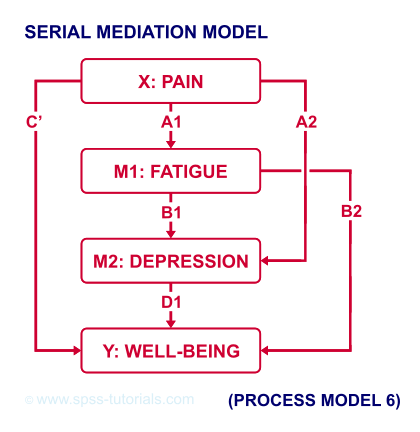 SERIAL MEDIATION MODEL
X: PAIN
C’
A1
A2
M1: FATIGUE
B1
B2
M2: DEPRESSION
D1
Y: WELL-BEING
© www.spss-tutorials.com
(PROCESS MODEL 6)